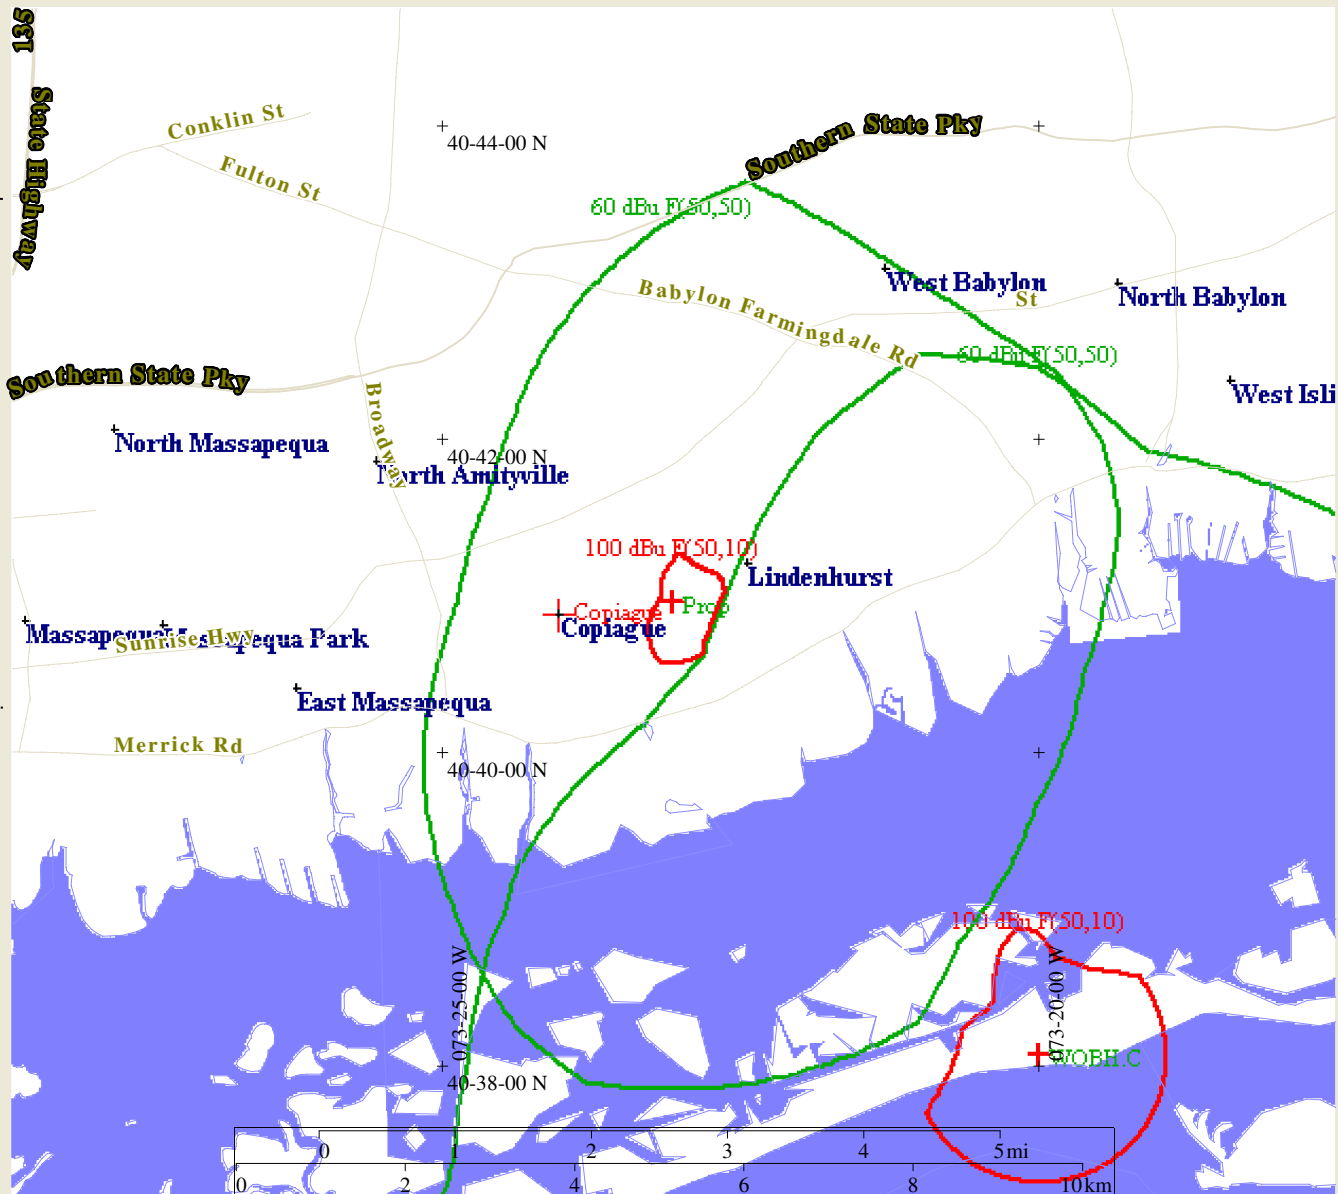 135
State Highway
Conklin St
Fulton St
40-44-00 N
Southern State Pky
60 dBu F(50,50)
West Babylon
North Babylon
St
Babylon Farmingdale Rd
60 dBu F(50,50)
Southern State Pky
West Isli
Broadway
North Massapequa
40-42-00 N
North Amityville
100 dBu F(50,10)
Lindenhurst
Prop
Copiague
Copiague
Massapequa
Massapequa Park
Sunrise Hwy
East Massapequa
Merrick Rd
40-40-00 N
100 dBu F(50,10)
073-25-00 W
073-20-00 W
WOBH.C
40-38-00 N
0 1 2 3 4 5 mi
0 2 4 6 8 10 km